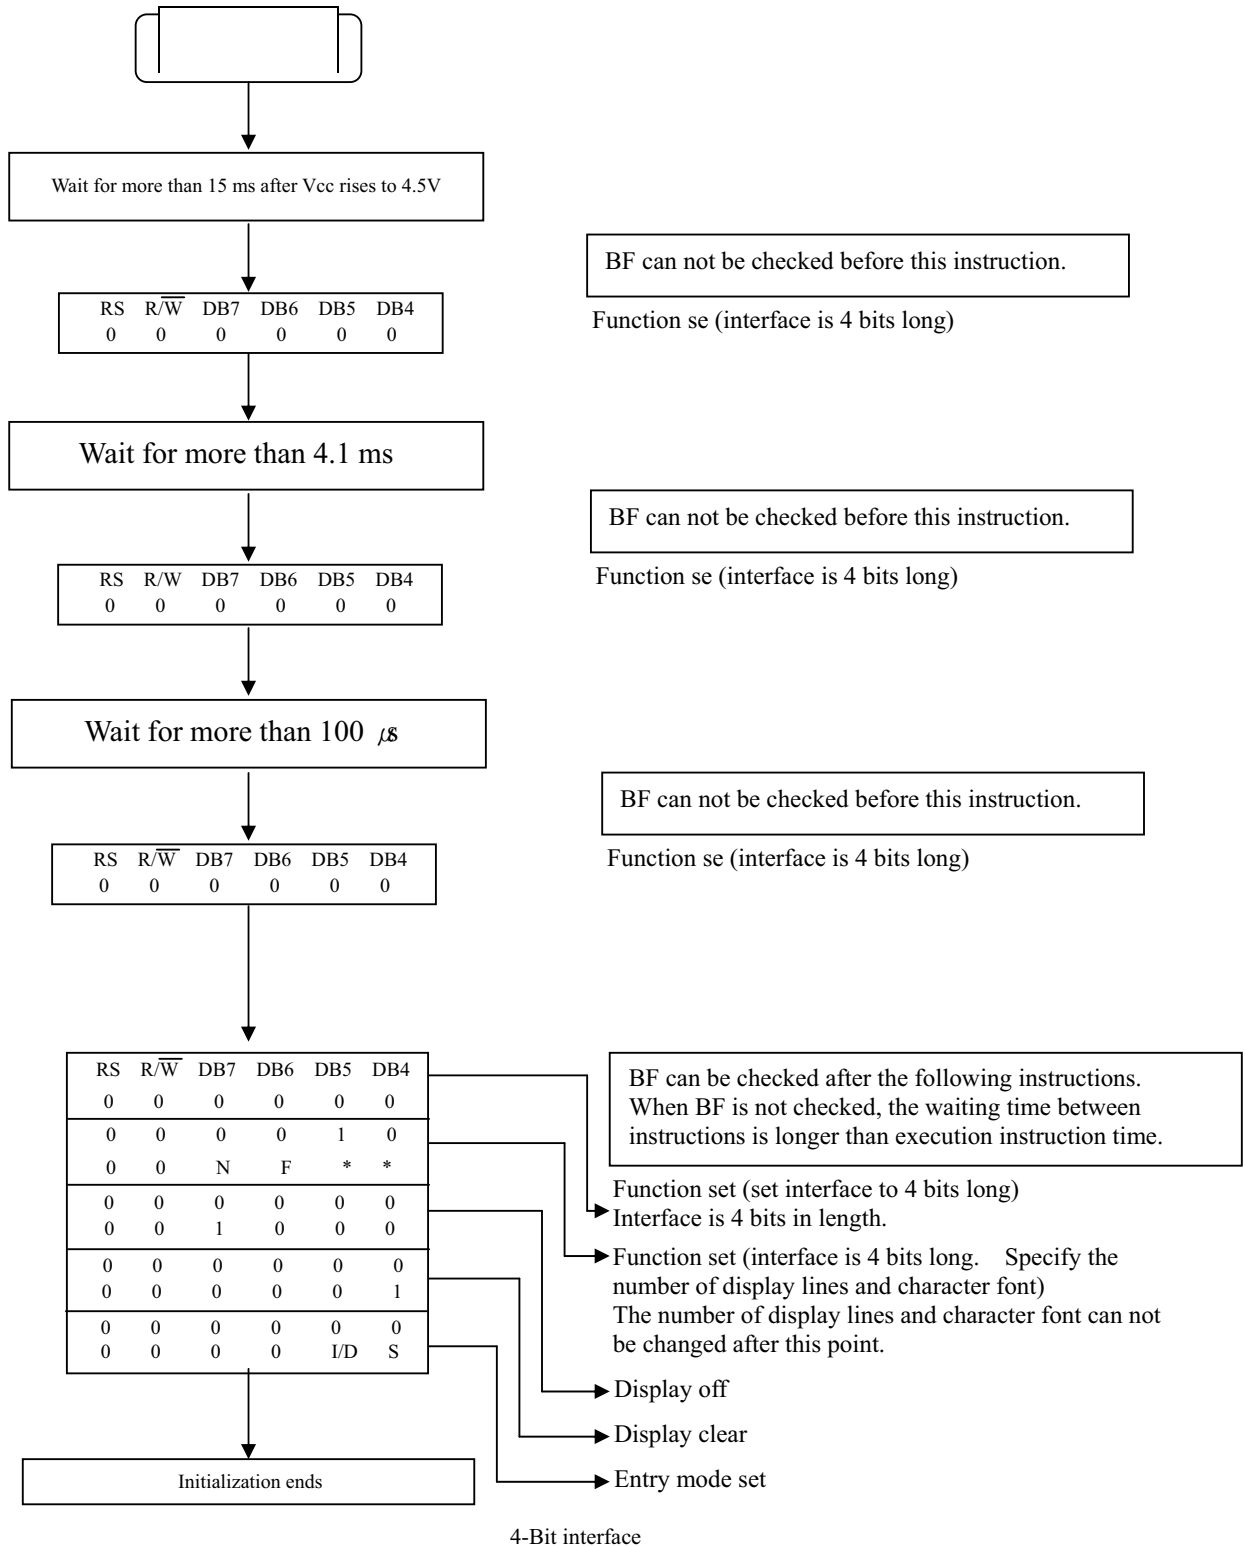 Wait for more than 15 ms after Vcc rises to 4.5V
BF can not be checked before this instruction.
RS R/W̅ DB7 DB6 DB5 DB4
0 0 0 0 0 0
Function se (interface is 4 bits long)
Wait for more than 4.1 ms
BF can not be checked before this instruction.
RS R/W DB7 DB6 DB5 DB4
0 0 0 0 0 0
Function se (interface is 4 bits long)
Wait for more than 100 μs
BF can not be checked before this instruction.
RS R/W̅ DB7 DB6 DB5 DB4
0 0 0 0 0 0
Function se (interface is 4 bits long)
RS R/W̅ DB7 DB6 DB5 DB4
0 0 0 0 0 0
0 0 0 0 1 0
0 0 N F * *
0 0 0 0 0 0
0 0 1 0 0 0
0 0 0 0 0 0
0 0 0 0 0 1
0 0 0 0 0 0
0 0 0 0 I/D S
BF can be checked after the following instructions.
When BF is not checked, the waiting time between
instructions is longer than execution instruction time.
Function set (set interface to 4 bits long)
Interface is 4 bits in length.
Function set (interface is 4 bits long. Specify the
number of display lines and character font)
The number of display lines and character font can not
be changed after this point.
Display off
Display clear
Entry mode set
Initialization ends
4-Bit interface